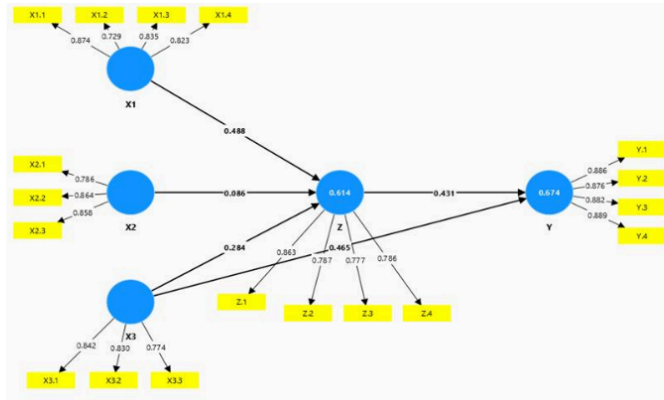 X1.1 X1.2 X1.3 X1.4
0.874 0.729 0.835 0.823
X1
0.488
X2.1
X2.2
X2.3
0.786
0.864
0.858
X2
0.086
0.614
Z
0.431
0.674
Y
Y.1
Y.2
Y.3
Y.4
0.886
0.876
0.882
0.889
0.284
0.465
0.863 0.787 0.777 0.786
Z.1 Z.2 Z.3 Z.4
X3
0.842 0.830 0.774
X3.1 X3.2 X3.3